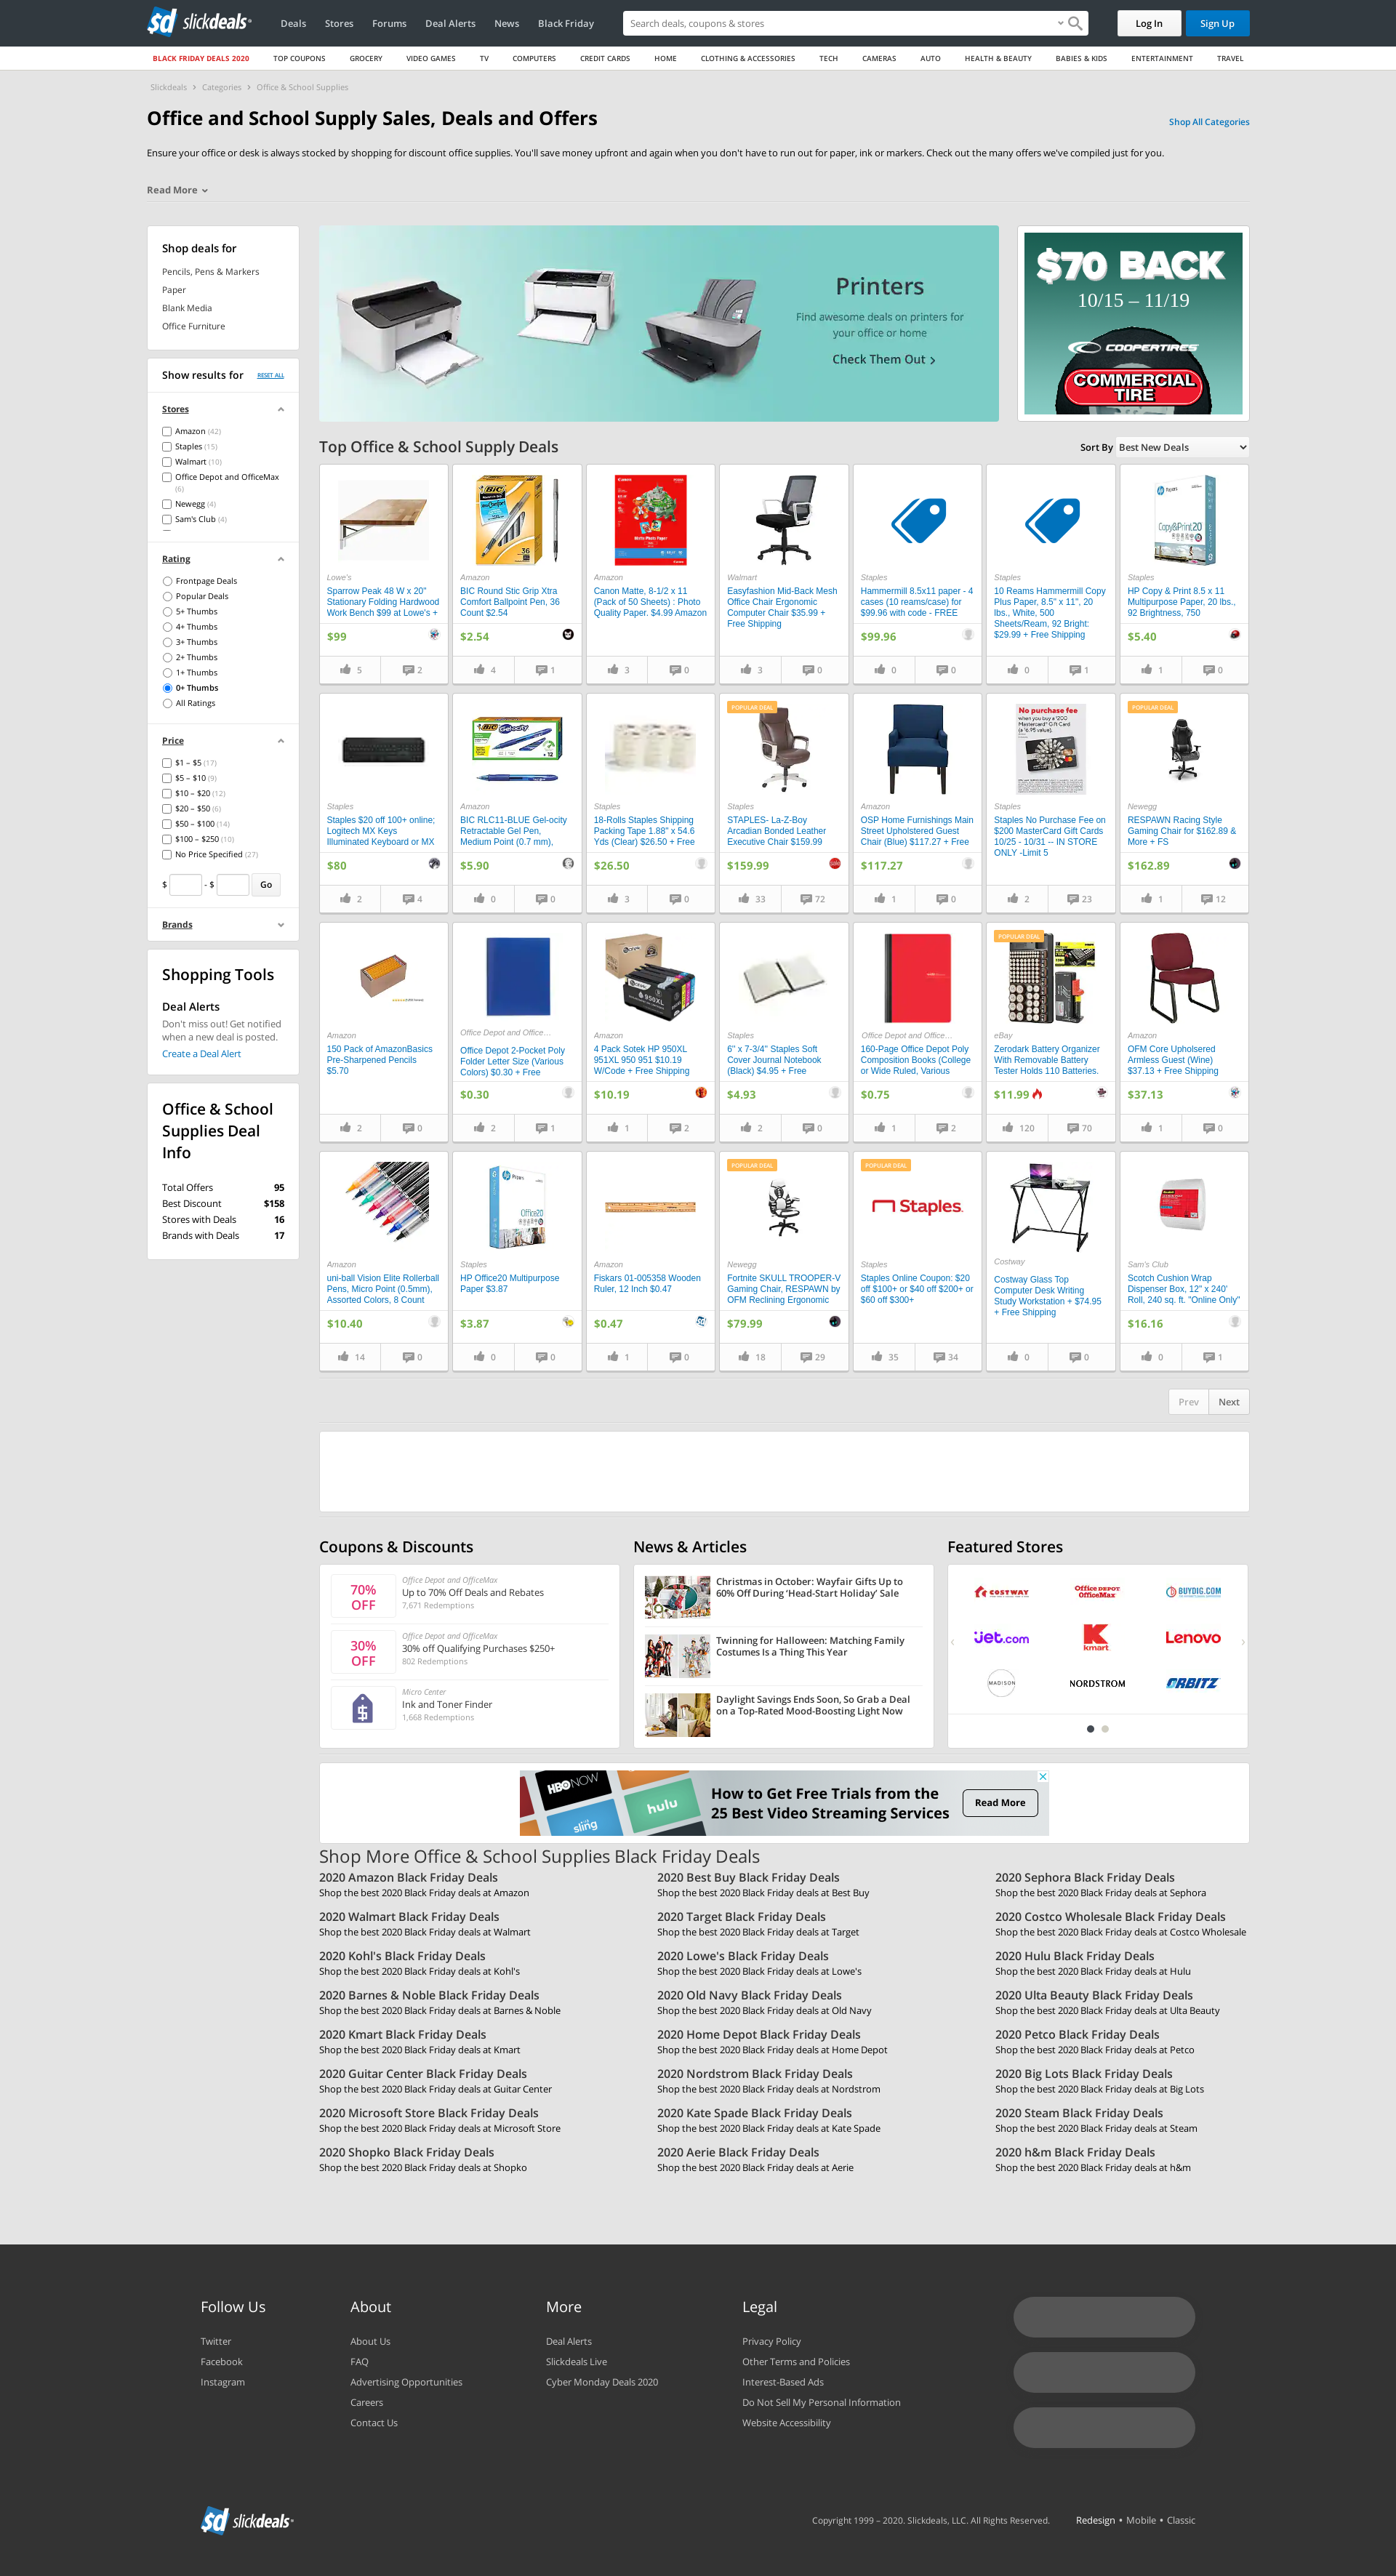 slickdeals
Deals
Stores
Forums
Deal Alerts
News
Black Friday
Search deals, coupons & stores
Log In
Sign Up
BLACK FRIDAY DEALS 2020
TOP COUPONS
GROCERY
VIDEO GAMES
TV
COMPUTERS
CREDIT CARDS
HOME
CLOTHING & ACCESSORIES
TECH
CAMERAS
AUTO
HEALTH & BEAUTY
BABIES & KIDS
ENTERTAINMENT
TRAVEL
Slickdeals › Categories › Office & School Supplies
Office and School Supply Sales, Deals and Offers
Shop All Categories
Ensure your office or desk is always stocked by shopping for discount office supplies. You'll save money upfront and again when you don't have to run out for paper, ink or markers. Check out the many offers we've compiled just for you.
Read More
Shop deals for
Pencils, Pens & Markers
Paper
Blank Media
Office Furniture
Show results for
RESET ALL
Stores
Amazon (42)
Staples (15)
Walmart (10)
Office Depot and OfficeMax
(6)
Newegg (4)
Sam's Club (4)
Rating
Frontpage Deals
Popular Deals
5+ Thumbs
4+ Thumbs
3+ Thumbs
2+ Thumbs
1+ Thumbs
0+ Thumbs
All Ratings
Price
$1 – $5 (17)
$5 – $10 (9)
$10 – $20 (12)
$20 – $50 (6)
$50 – $100 (14)
$100 – $250 (10)
No Price Specified (27)
$ - $ Go
Brands
Shopping Tools
Deal Alerts
Don't miss out! Get notified
when a new deal is posted.
Create a Deal Alert
Office & School
Supplies Deal
Info
Total Offers 95
Best Discount $158
Stores with Deals 16
Brands with Deals 17
Printers
Find awesome deals on printers for
your office or home
Check Them Out
$70 BACK
10/15 – 11/19
COOPERTIRES
COMMERCIAL
TIRE
Top Office & School Supply Deals
Sort By Best New Deals
Lowe's
Sparrow Peak 48 W x 20"
Stationary Folding Hardwood
Work Bench $99 at Lowe's +
$99
5
2
Amazon
BIC Round Stic Grip Xtra
Comfort Ballpoint Pen, 36
Count $2.54
$2.54
4
1
Amazon
Canon Matte, 8-1/2 x 11
(Pack of 50 Sheets) : Photo
Quality Paper. $4.99 Amazon
3
0
Walmart
Easyfashion Mid-Back Mesh
Office Chair Ergonomic
Computer Chair $35.99 +
Free Shipping
3
0
Staples
Hammermill 8.5x11 paper - 4
cases (10 reams/case) for
$99.96 with code - FREE
$99.96
0
0
Staples
10 Reams Hammermill Copy
Plus Paper, 8.5" x 11", 20
lbs., White, 500
Sheets/Ream, 92 Bright:
$29.99 + Free Shipping
0
1
Staples
HP Copy & Print 8.5 x 11
Multipurpose Paper, 20 lbs.,
92 Brightness, 750
$5.40
1
0
Staples
Staples $20 off 100+ online;
Logitech MX Keys
Illuminated Keyboard or MX
$80
2
4
Amazon
BIC RLC11-BLUE Gel-ocity
Retractable Gel Pen,
Medium Point (0.7 mm),
$5.90
0
0
Staples
18-Rolls Staples Shipping
Packing Tape 1.88" x 54.6
Yds (Clear) $26.50 + Free
$26.50
3
0
POPULAR DEAL
Staples
STAPLES- La-Z-Boy
Arcadian Bonded Leather
Executive Chair $159.99
$159.99
33
72
Amazon
OSP Home Furnishings Main
Street Upholstered Guest
Chair (Blue) $117.27 + Free
$117.27
1
0
No purchase fee
Staples
Staples No Purchase Fee on
$200 MasterCard Gift Cards
10/25 - 10/31 -- IN STORE
ONLY -Limit 5
2
23
POPULAR DEAL
Newegg
RESPAWN Racing Style
Gaming Chair for $162.89 &
More + FS
$162.89
1
12
Amazon
150 Pack of AmazonBasics
Pre-Sharpened Pencils
$5.70
2
0
Office Depot and Office…
Office Depot 2-Pocket Poly
Folder Letter Size (Various
Colors) $0.30 + Free
$0.30
2
1
Amazon
4 Pack Sotek HP 950XL
951XL 950 951 $10.19
W/Code + Free Shipping
$10.19
1
2
Staples
6" x 7-3/4" Staples Soft
Cover Journal Notebook
(Black) $4.95 + Free
$4.93
2
0
Office Depot and Office…
160-Page Office Depot Poly
Composition Books (College
or Wide Ruled, Various
$0.75
1
2
POPULAR DEAL
eBay
Zerodark Battery Organizer
With Removable Battery
Tester Holds 110 Batteries.
$11.99
120
70
Amazon
OFM Core Upholsered
Armless Guest (Wine)
$37.13 + Free Shipping
$37.13
1
0
Amazon
uni-ball Vision Elite Rollerball
Pens, Micro Point (0.5mm),
Assorted Colors, 8 Count
$10.40
14
0
Staples
HP Office20 Multipurpose
Paper $3.87
$3.87
0
0
Amazon
Fiskars 01-005358 Wooden
Ruler, 12 Inch $0.47
$0.47
1
0
POPULAR DEAL
Newegg
Fortnite SKULL TROOPER-V
Gaming Chair, RESPAWN by
OFM Reclining Ergonomic
$79.99
18
29
POPULAR DEAL
Staples
Staples
Staples Online Coupon: $20
off $100+ or $40 off $200+ or
$60 off $300+
35
34
Costway
Costway Glass Top
Computer Desk Writing
Study Workstation + $74.95
+ Free Shipping
0
0
Sam's Club
Scotch Cushion Wrap
Dispenser Box, 12" x 240'
Roll, 240 sq. ft. "Online Only"
$16.16
0
1
Prev
Next
Coupons & Discounts
70%
OFF
Office Depot and OfficeMax
Up to 70% Off Deals and Rebates
7,671 Redemptions
30%
OFF
Office Depot and OfficeMax
30% off Qualifying Purchases $250+
802 Redemptions
Micro Center
Ink and Toner Finder
1,668 Redemptions
News & Articles
Christmas in October: Wayfair Gifts Up to
60% Off During 'Head-Start Holiday' Sale
Twinning for Halloween: Matching Family
Costumes Is a Thing This Year
Daylight Savings Ends Soon, So Grab a Deal
on a Top-Rated Mood-Boosting Light Now
Featured Stores
COSTWAY
Office DEPOT
OfficeMax
BUYDIG.COM
jet.com
kmart
Lenovo
MADISON
NORDSTROM
ORBITZ
HBO NOW
hulu
sling
How to Get Free Trials from the
25 Best Video Streaming Services
Read More
Shop More Office & School Supplies Black Friday Deals
2020 Amazon Black Friday Deals
Shop the best 2020 Black Friday deals at Amazon
2020 Best Buy Black Friday Deals
Shop the best 2020 Black Friday deals at Best Buy
2020 Sephora Black Friday Deals
Shop the best 2020 Black Friday deals at Sephora
2020 Walmart Black Friday Deals
Shop the best 2020 Black Friday deals at Walmart
2020 Target Black Friday Deals
Shop the best 2020 Black Friday deals at Target
2020 Costco Wholesale Black Friday Deals
Shop the best 2020 Black Friday deals at Costco Wholesale
2020 Kohl's Black Friday Deals
Shop the best 2020 Black Friday deals at Kohl's
2020 Lowe's Black Friday Deals
Shop the best 2020 Black Friday deals at Lowe's
2020 Hulu Black Friday Deals
Shop the best 2020 Black Friday deals at Hulu
2020 Barnes & Noble Black Friday Deals
Shop the best 2020 Black Friday deals at Barnes & Noble
2020 Old Navy Black Friday Deals
Shop the best 2020 Black Friday deals at Old Navy
2020 Ulta Beauty Black Friday Deals
Shop the best 2020 Black Friday deals at Ulta Beauty
2020 Kmart Black Friday Deals
Shop the best 2020 Black Friday deals at Kmart
2020 Home Depot Black Friday Deals
Shop the best 2020 Black Friday deals at Home Depot
2020 Petco Black Friday Deals
Shop the best 2020 Black Friday deals at Petco
2020 Guitar Center Black Friday Deals
Shop the best 2020 Black Friday deals at Guitar Center
2020 Nordstrom Black Friday Deals
Shop the best 2020 Black Friday deals at Nordstrom
2020 Big Lots Black Friday Deals
Shop the best 2020 Black Friday deals at Big Lots
2020 Microsoft Store Black Friday Deals
Shop the best 2020 Black Friday deals at Microsoft Store
2020 Kate Spade Black Friday Deals
Shop the best 2020 Black Friday deals at Kate Spade
2020 Steam Black Friday Deals
Shop the best 2020 Black Friday deals at Steam
2020 Shopko Black Friday Deals
Shop the best 2020 Black Friday deals at Shopko
2020 Aerie Black Friday Deals
Shop the best 2020 Black Friday deals at Aerie
2020 h&m Black Friday Deals
Shop the best 2020 Black Friday deals at h&m
Follow Us
Twitter
Facebook
Instagram
About
About Us
FAQ
Advertising Opportunities
Careers
Contact Us
More
Deal Alerts
Slickdeals Live
Cyber Monday Deals 2020
Legal
Privacy Policy
Other Terms and Policies
Interest-Based Ads
Do Not Sell My Personal Information
Website Accessibility
slickdeals
Copyright 1999 – 2020. Slickdeals, LLC. All Rights Reserved.
Redesign • Mobile • Classic